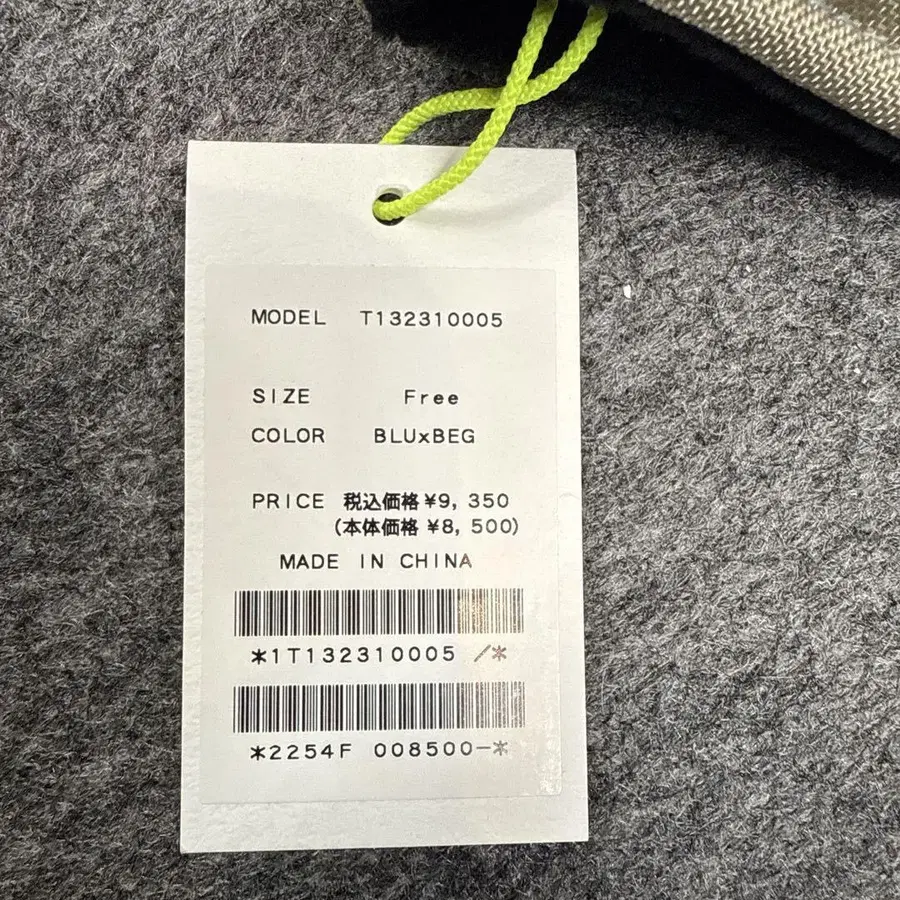 MODEL T132310005
SIZE Free
COLOR BLUxBEG
PRICE 税込価格 ¥9, 350
(本体価格 ¥8, 500)
MADE IN CHINA
*1T132310005 /*
*2254F 008500-*